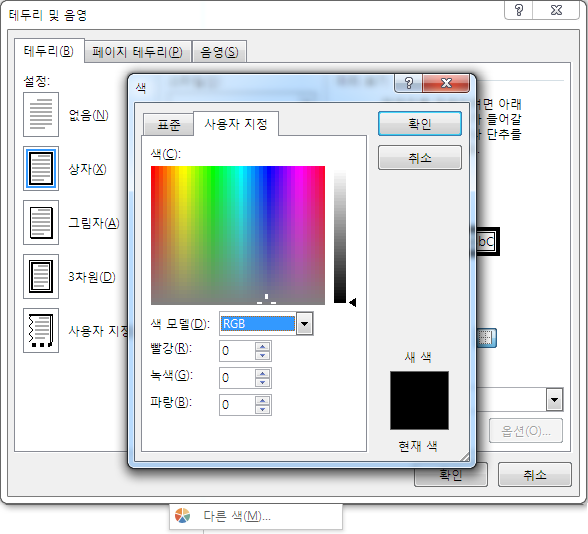 테두리 및 음영
테두리(B)
페이지 테두리(P)
음영(S)
설정:
없음(N)
상자(X)
그림자(A)
3차원(D)
사용자 지정
색
표준
사용자 지정
색(C):
색 모델(D):
RGB
빨강(R):
0
녹색(G):
0
파랑(B):
0
확인
취소
새 색
현재 색
면 아래
들어갈
단추를
bC
옵션(O)...
확인
취소
다른 색(M)...